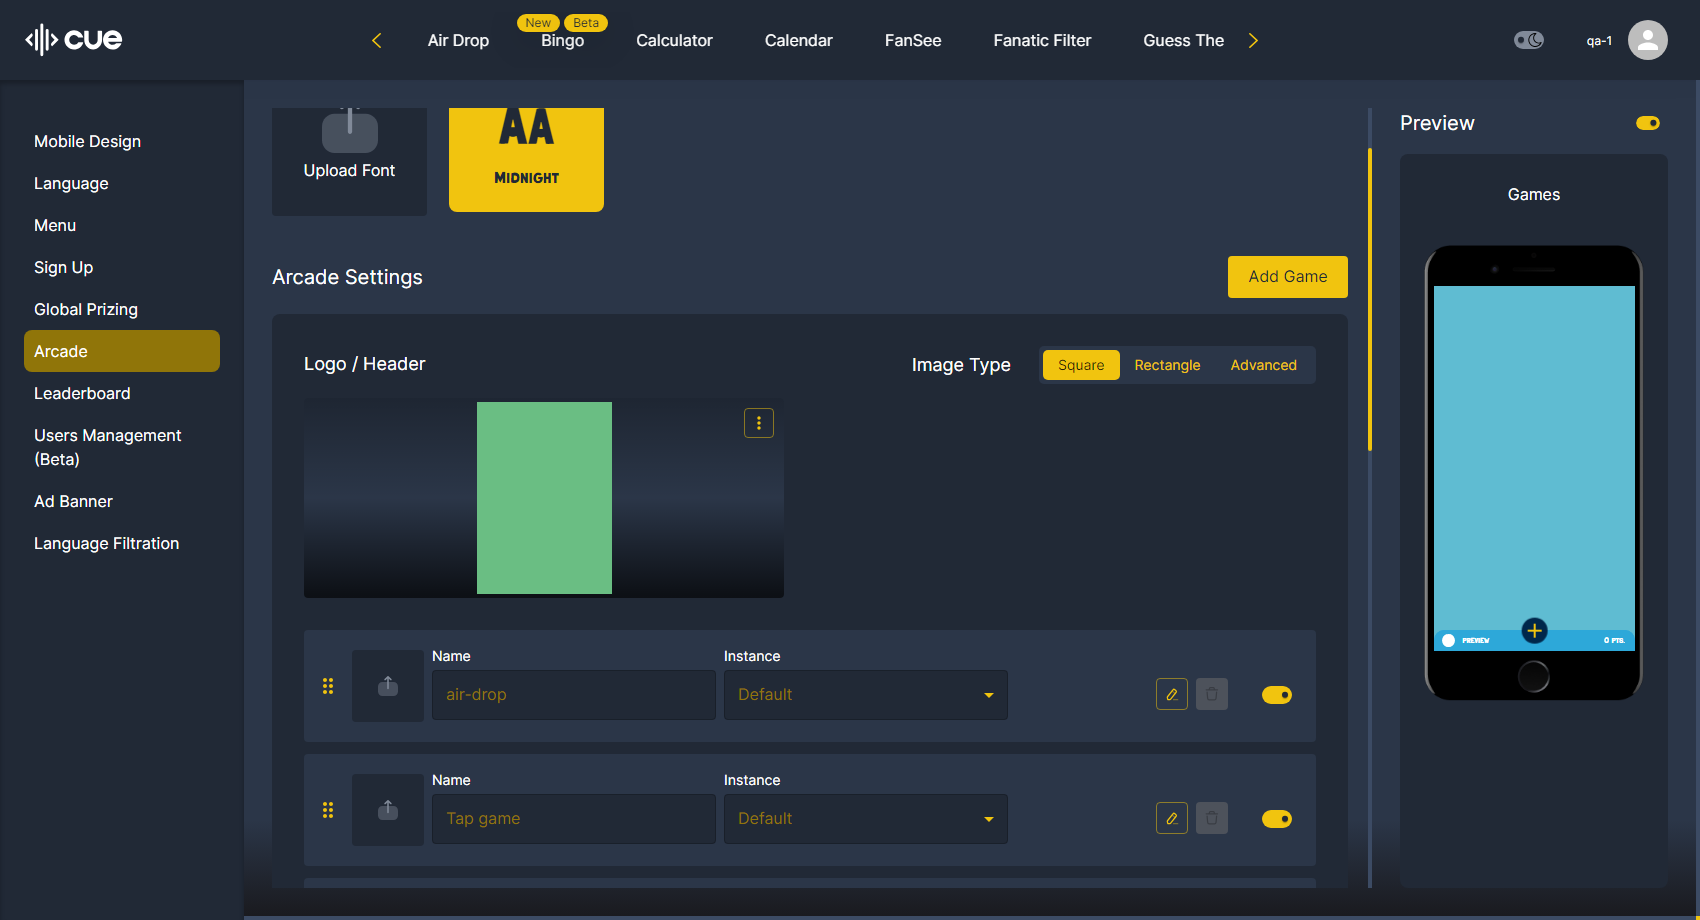 cue
Air Drop
New
Beta
Bingo
Calculator
Calendar
FanSee
Fanatic Filter
Guess The
qa-1
Mobile Design
Language
Menu
Sign Up
Global Prizing
Arcade
Leaderboard
Users Management
(Beta)
Ad Banner
Language Filtration
Upload Font
AA
MIDNIGHT
Arcade Settings
Add Game
Logo / Header
Image Type
Square
Rectangle
Advanced
Name
Instance
air-drop
Default
Name
Instance
Tap game
Default
Preview
Games
PREVIEW
0 PTS.